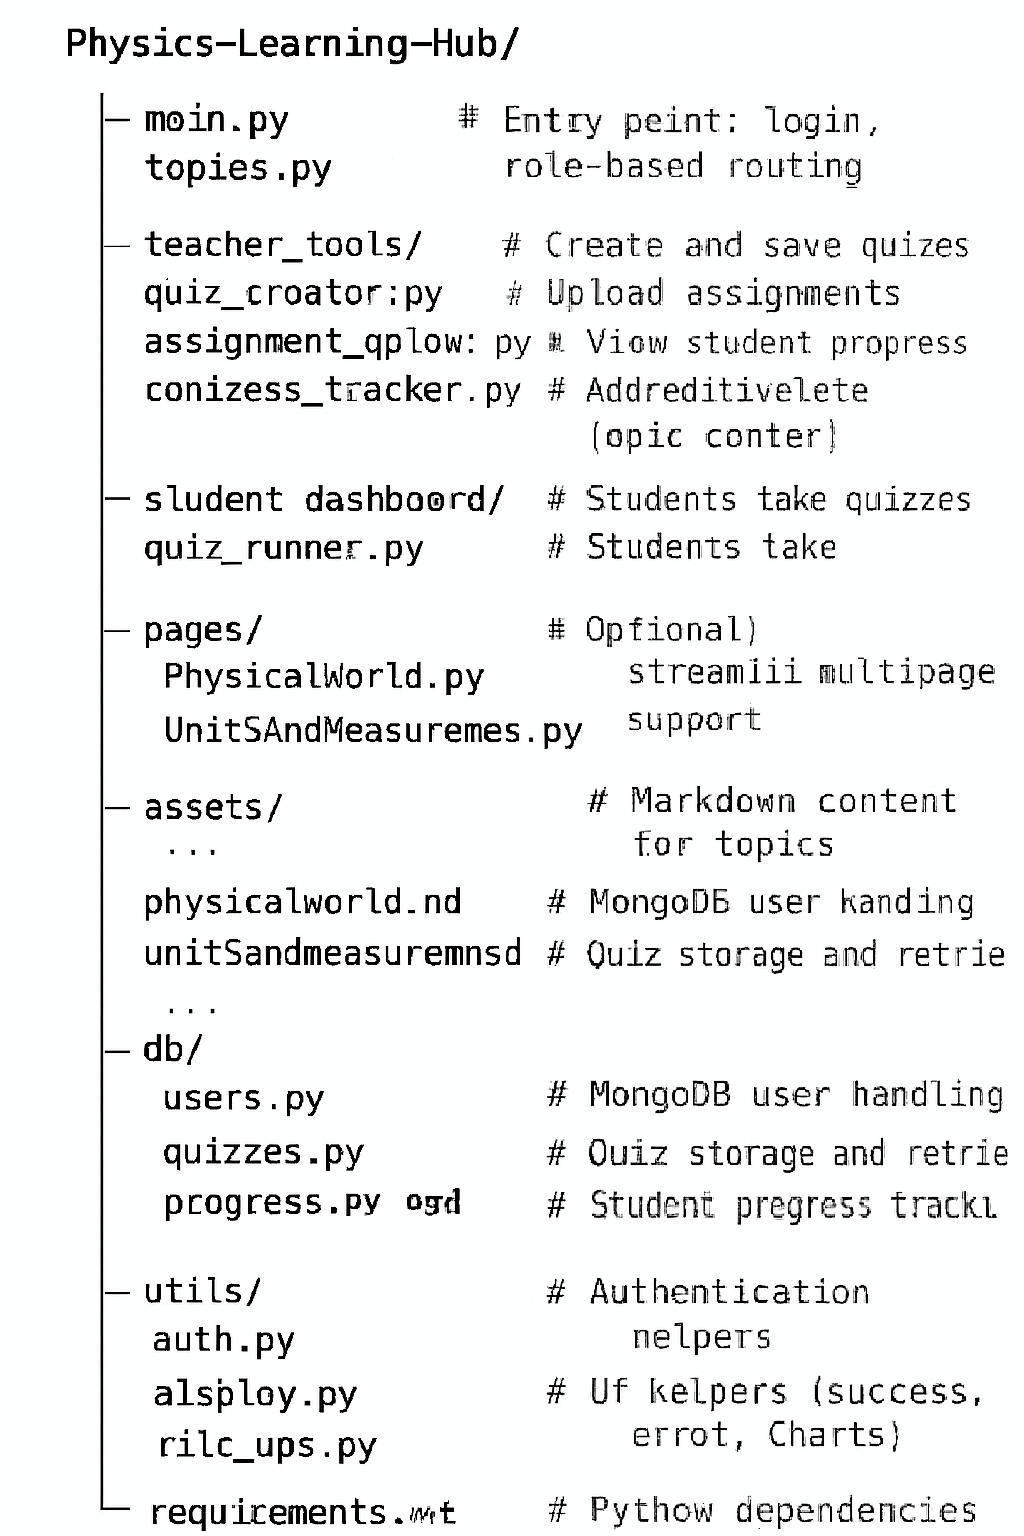 Physics-Learning-Hub/
moin.py # Entry peint: login,
topies.py role-based routing
teacher_tools/ # Create and save quizes
quiz_croator:py # Upload assignments
assignment_qplow: py # Viow student propress
conizess_tracker.py # Addreditivelete
(opic conter)
sludent dashboord/ # Students take quizzes
quiz_runner.py # Students take
pages/ # Opfional)
PhysicalWorld.py streamlii multipage
UnitSAndMeasuremes.py support
assets/ # Markdown content
... for topics
physicalworld.nd # MongoDB user kanding
unitSandmeasuremnsd # Quiz storage and retrie
...
db/
users.py # MongoDB user handling
quizzes.py # Ouiz storage and retrie
progress.py # Student pregress trackı
utils/ # Authentication
auth.py nelpers
alsploy.py # Uf kelpers (success,
rilc_ups.py errot, Charts)
# Pythow dependencies